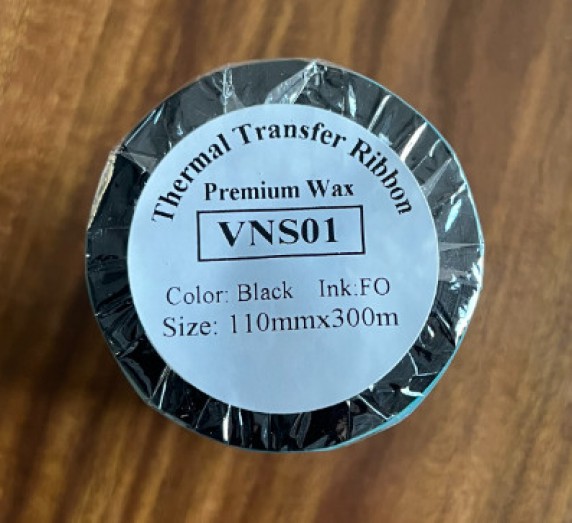 Thermal Transfer Ribbon
Premium Wax
VNS01
Color: Black Ink:FO
Size: 110mmx300m